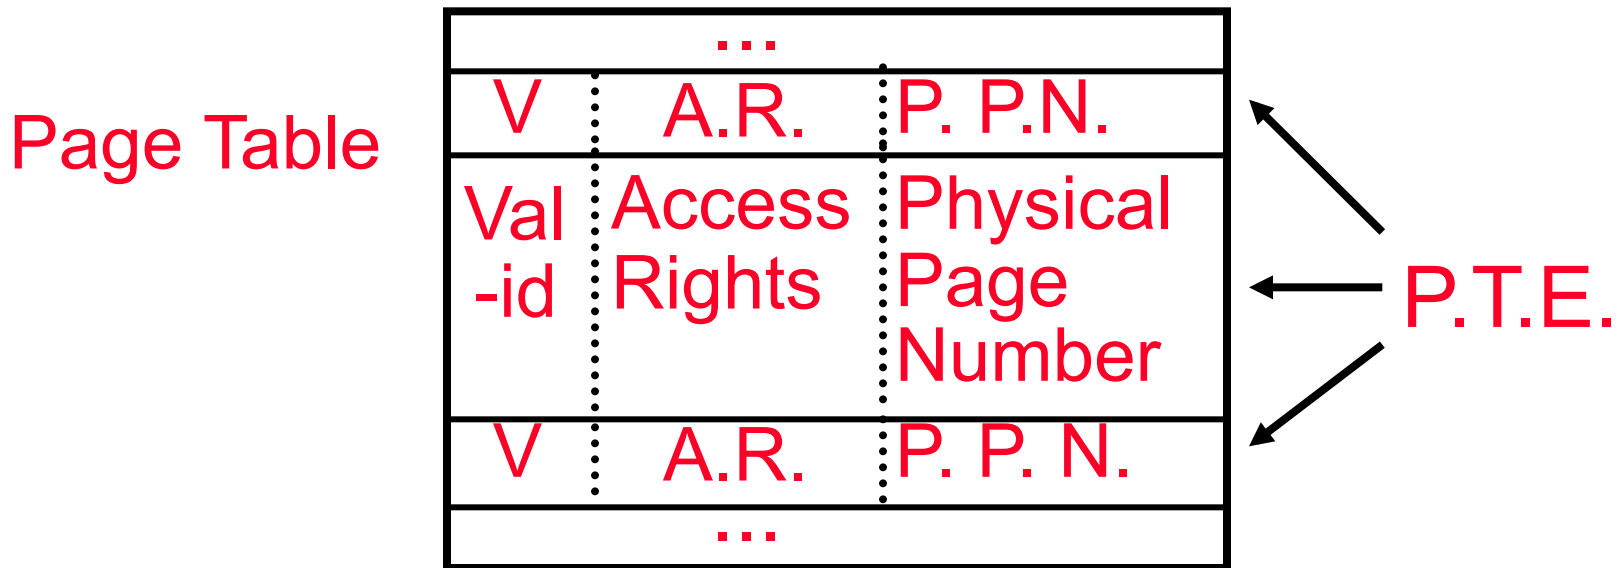 ...
Page Table
V A.R. P. P.N.
Val
-id
Access
Rights
Physical
Page
Number
P.T.E.
V A.R. P. P. N.
...